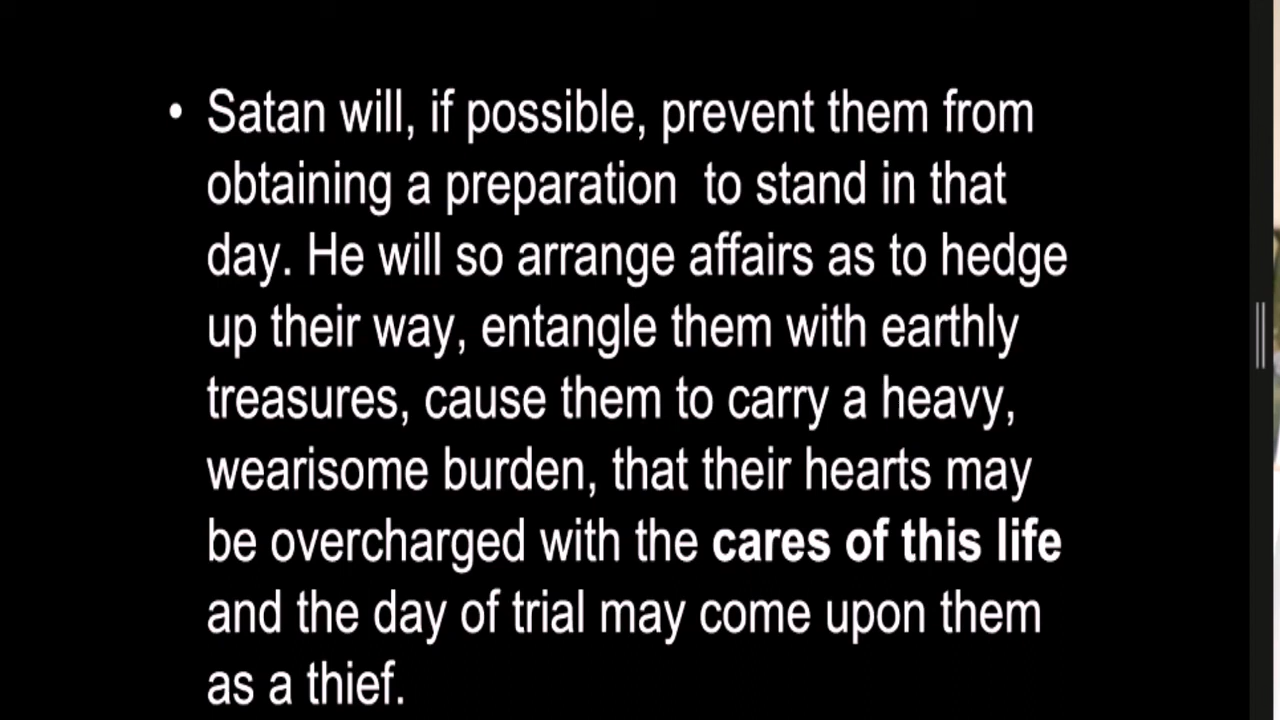 • Satan will, if possible, prevent them from
obtaining a preparation  to stand in that
day. He will so arrange affairs as to hedge
up their way, entangle them with earthly
treasures, cause them to carry a heavy,
wearisome burden, that their hearts may
be overcharged with the cares of this life
and the day of trial may come upon them
as a thief.